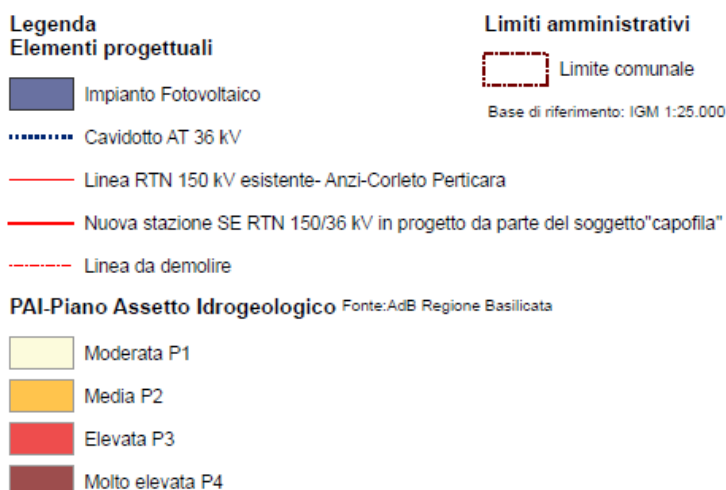 Legenda
Elementi progettuali
Impianto Fotovoltaico
Cavidotto AT 36 kV
Linea RTN 150 kV esistente- Anzi-Corleto Perticara
Nuova stazione SE RTN 150/36 kV in progetto da parte del soggetto"capofila"
Linea da demolire
Limiti amministrativi
Limite comunale
Base di riferimento: IGM 1:25.000
PAI-Piano Assetto Idrogeologico Fonte:AdB Regione Basilicata
Moderata P1
Media P2
Elevata P3
Molto elevata P4